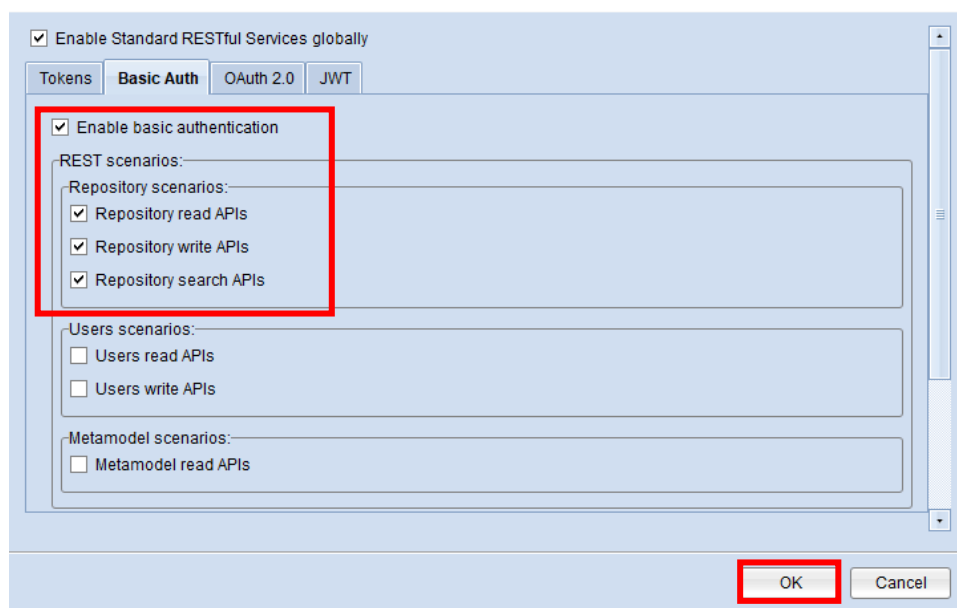 Enable Standard RESTful Services globally
Tokens Basic Auth OAuth 2.0 JWT
Enable basic authentication
REST scenarios:
Repository scenarios:
Repository read APIs
Repository write APIs
Repository search APIs
Users scenarios:
Users read APIs
Users write APIs
Metamodel scenarios:
Metamodel read APIs
OK Cancel